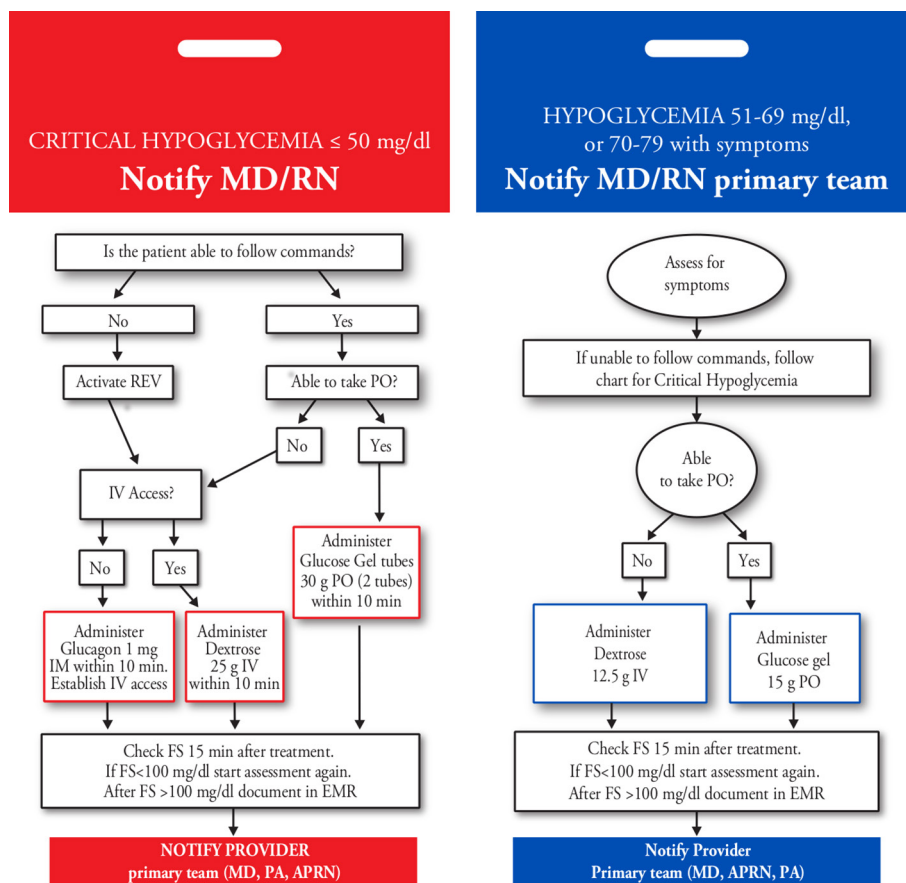 CRITICAL HYPOGLYCEMIA ≤ 50 mg/dl
Notify MD/RN
Is the patient able to follow commands?
No
Yes
Activate REV
Able to take PO?
No
Yes
IV Access?
No
Yes
Administer
Glucose Gel tubes
30 g PO (2 tubes)
within 10 min
Administer
Glucagon 1 mg
IM within 10 min.
Establish IV access
Administer
Dextrose
25 g IV
within 10 min
Check FS 15 min after treatment.
If FS<100 mg/dl start assessment again.
After FS >100 mg/dl document in EMR
NOTIFY PROVIDER
primary team (MD, PA, APRN)
HYPOGLYCEMIA 51-69 mg/dl,
or 70-79 with symptoms
Notify MD/RN primary team
Assess for
symptoms
If unable to follow commands, follow
chart for Critical Hypoglycemia
Able
to take PO?
No
Yes
Administer
Dextrose
12.5 g IV
Administer
Glucose gel
15 g PO
Check FS 15 min after treatment.
If FS<100 mg/dl start assessment again.
After FS >100 mg/dl document in EMR
Notify Provider
Primary team (MD, APRN, PA)